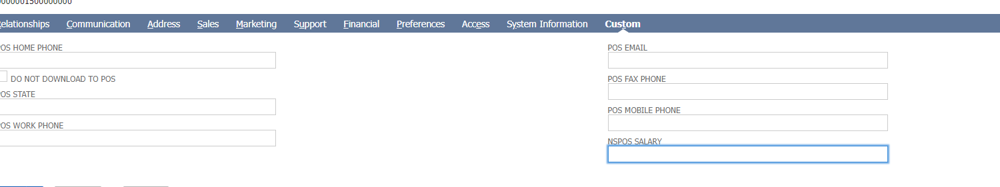 0000001500000000
elationships Communication Address Sales Marketing Support Financial Preferences Access System Information Custom
OS HOME PHONE
DO NOT DOWNLOAD TO POS
OS STATE
OS WORK PHONE
POS EMAIL
POS FAX PHONE
POS MOBILE PHONE
NSPOS SALARY